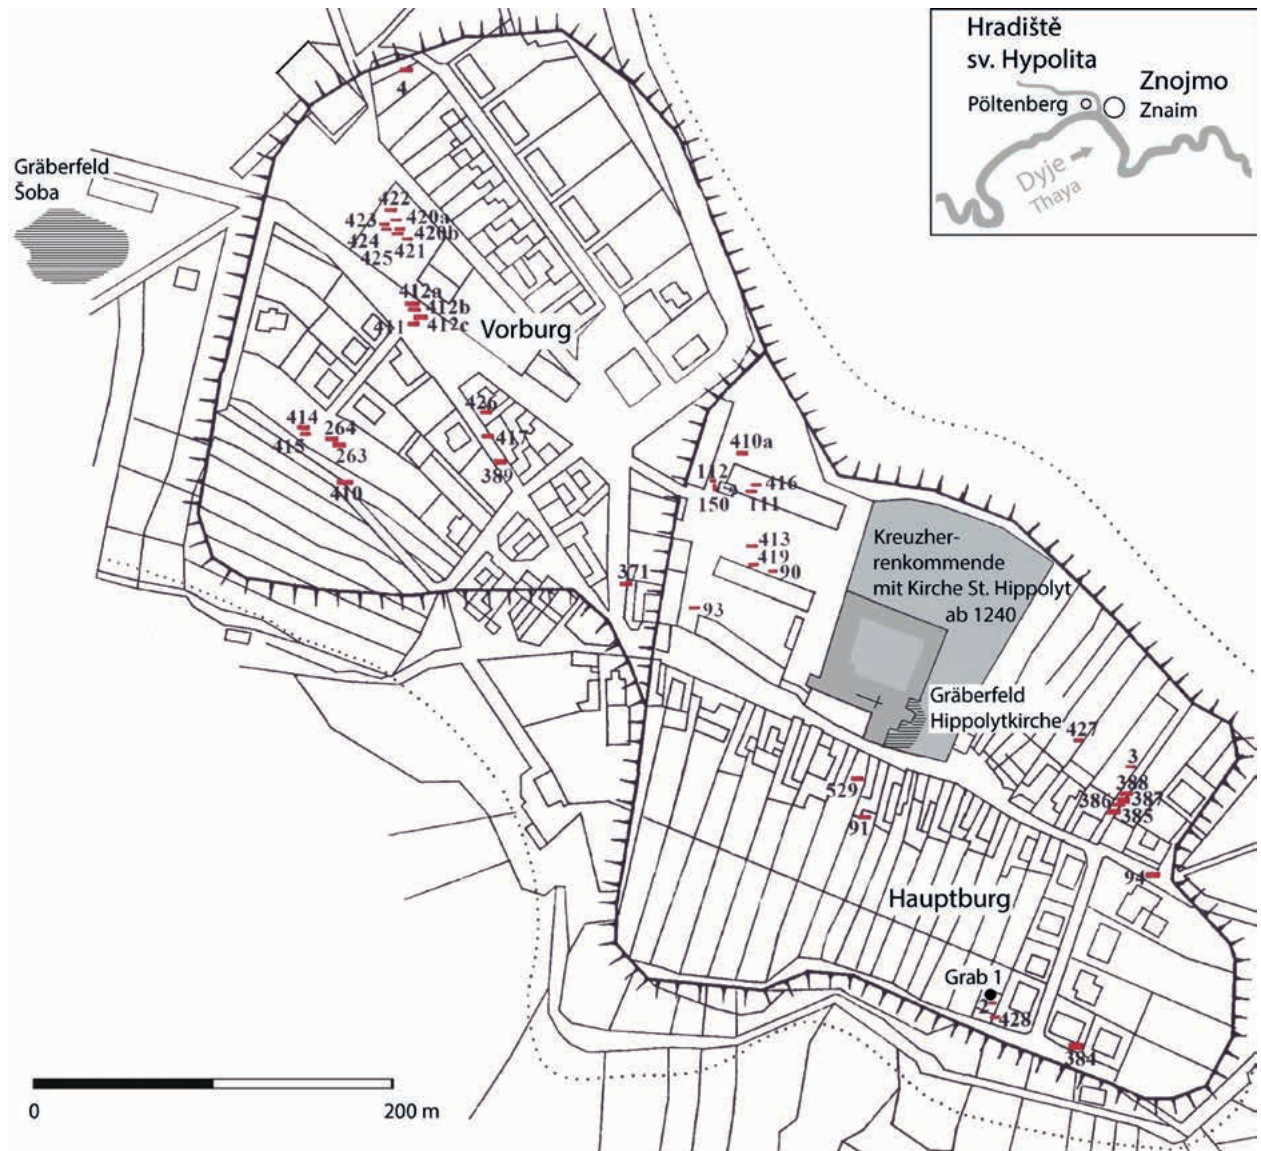 Hradiště
sv. Hypolita
Znojmo
Pöltenberg
Znaim
Dyje
Thaya
4
Gräberfeld
Šoba
422
423
420a
424
420b
425
421
412a
412b
411
412c
Vorburg
426
414
264
415
417
263
389
410
410a
112
416
150
111
413
419
90
371
93
Kreuzher-
renkommende
mit Kirche St. Hippolyt
ab 1240
Gräberfeld
Hippolytkirche
427
3
388
386
387
385
529
91
94
Hauptburg
Grab 1
2
428
384
0
200 m